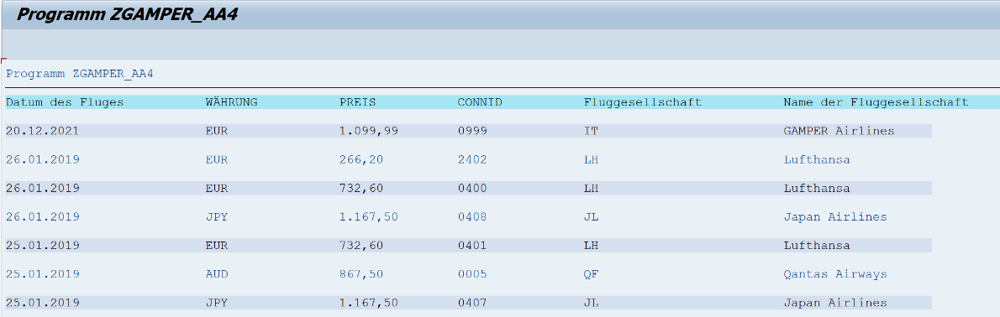 Programm ZGAMPER_AA4
Programm ZGAMPER_AA4
Datum des Fluges WÄHRUNG PREIS CONNID Fluggesellschaft Name der Fluggesellschaft
20.12.2021 EUR 1.099,99 0999 IT GAMPER Airlines
26.01.2019 EUR 266,20 2402 LH Lufthansa
26.01.2019 EUR 732,60 0400 LH Lufthansa
26.01.2019 JPY 1.167,50 0408 JL Japan Airlines
25.01.2019 EUR 732,60 0401 LH Lufthansa
25.01.2019 AUD 867,50 0005 QF Qantas Airways
25.01.2019 JPY 1.167,50 0407 JL Japan Airlines